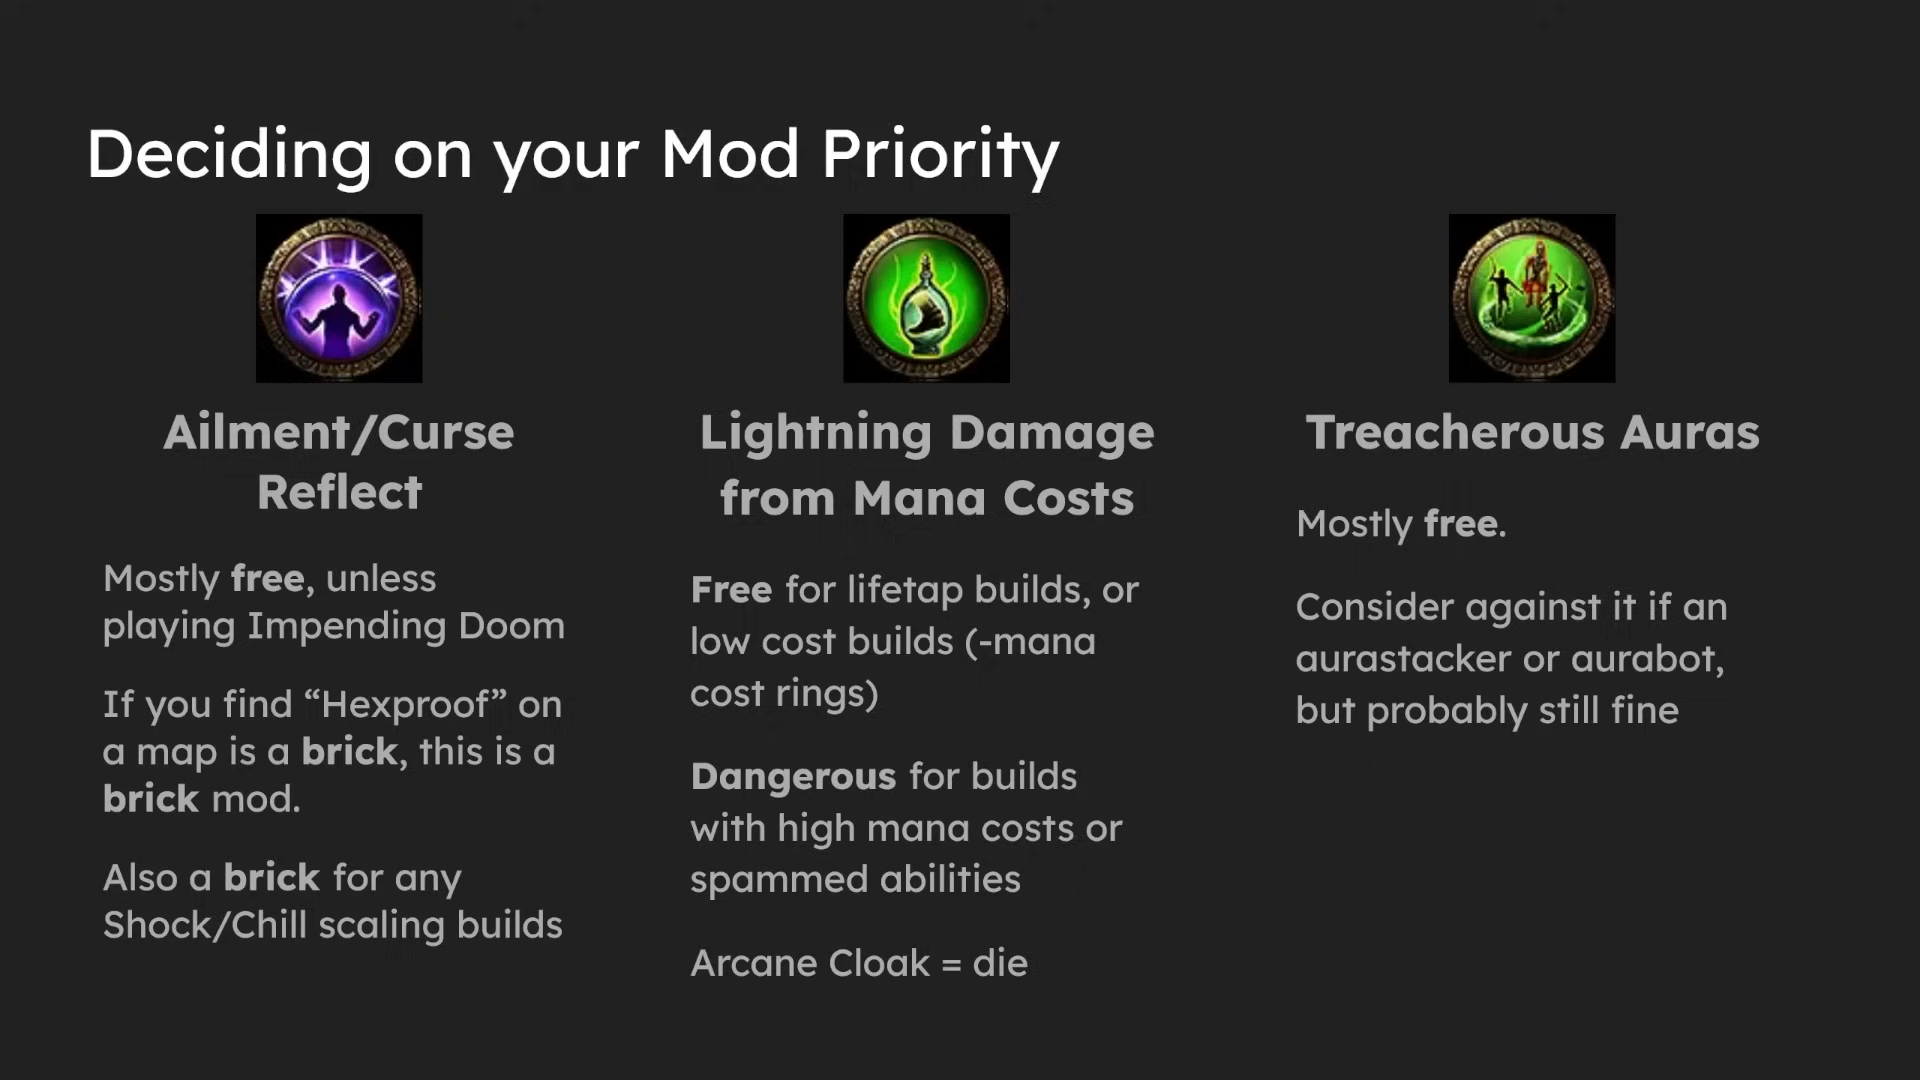 Deciding on your Mod Priority
Ailment/Curse
Reflect
Mostly free, unless
playing Impending Doom
If you find “Hexproof” on
a map is a brick, this is a
brick mod.
Also a brick for any
Shock/Chill scaling builds
Lightning Damage
from Mana Costs
Free for lifetap builds, or
low cost builds (-mana
cost rings)
Dangerous for builds
with high mana costs or
spammed abilities
Arcane Cloak = die
Treacherous Auras
Mostly free.
Consider against it if an
aurastacker or aurabot,
but probably still fine